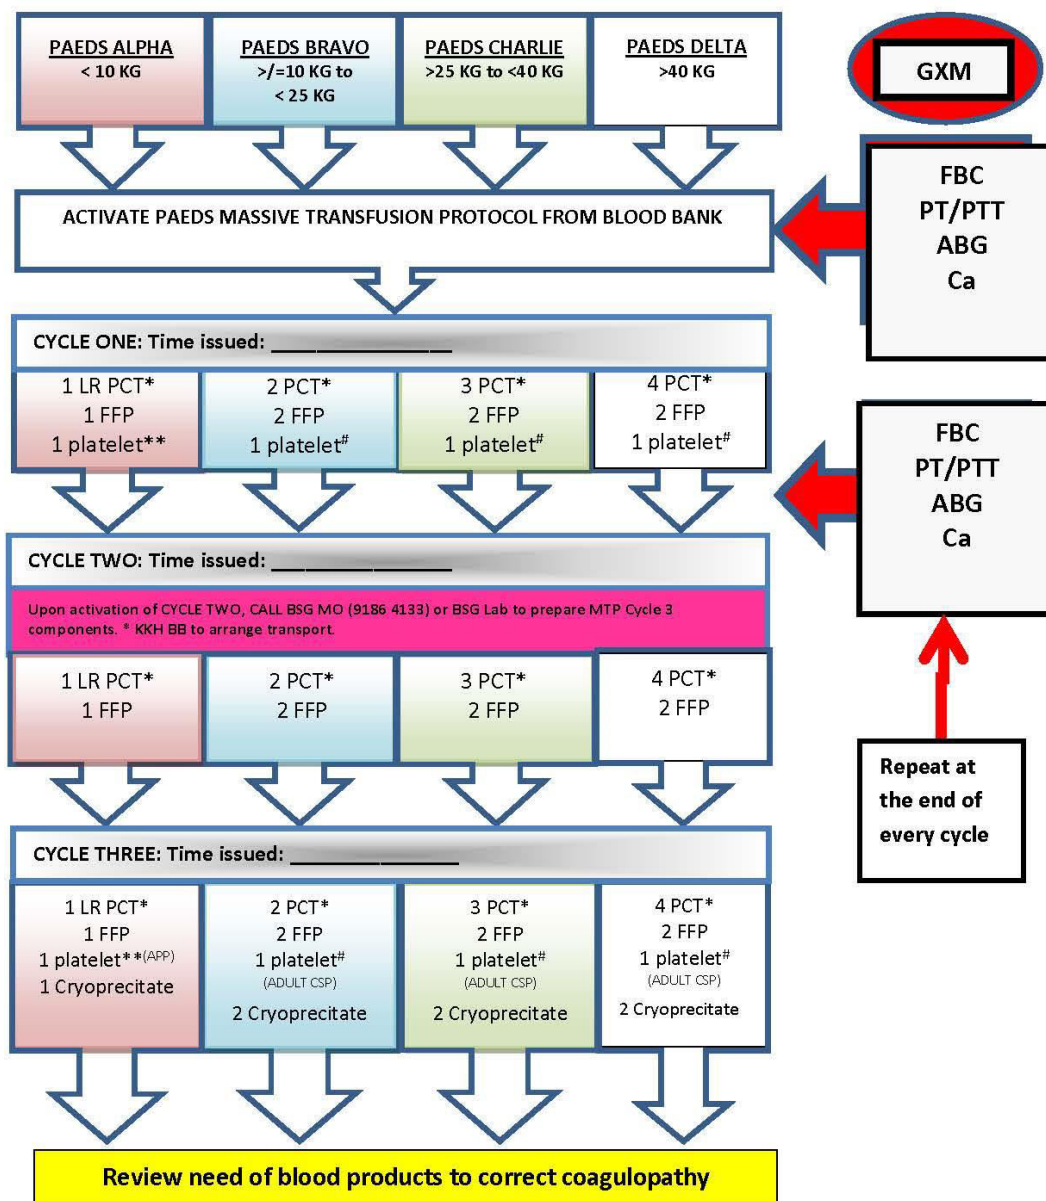 PAEDS ALPHA
< 10 KG
PAEDS BRAVO
>/=10 KG to
< 25 KG
PAEDS CHARLIE
>25 KG to <40 KG
PAEDS DELTA
>40 KG
GXM
FBC
PT/PTT
ABG
Ca
ACTIVATE PAEDS MASSIVE TRANSFUSION PROTOCOL FROM BLOOD BANK
CYCLE ONE: Time issued: _______________
1 LR PCT*
1 FFP
1 platelet**
2 PCT*
2 FFP
1 platelet#
3 PCT*
2 FFP
1 platelet#
4 PCT*
2 FFP
1 platelet#
FBC
PT/PTT
ABG
Ca
CYCLE TWO: Time issued: _______________
Upon activation of CYCLE TWO, CALL BSG MO (9186 4133) or BSG Lab to prepare MTP Cycle 3
components. * KKH BB to arrange transport.
1 LR PCT*
1 FFP
2 PCT*
2 FFP
3 PCT*
2 FFP
4 PCT*
2 FFP
Repeat at
the end of
every cycle
CYCLE THREE: Time issued: _______________
1 LR PCT*
1 FFP
1 platelet**(APP)
1 Cryoprecitate
2 PCT*
2 FFP
1 platelet#
(ADULT CSP)
2 Cryoprecitate
3 PCT*
2 FFP
1 platelet#
(ADULT CSP)
2 Cryoprecitate
4 PCT*
2 FFP
1 platelet#
(ADULT CSP)
2 Cryoprecitate
Review need of blood products to correct coagulopathy